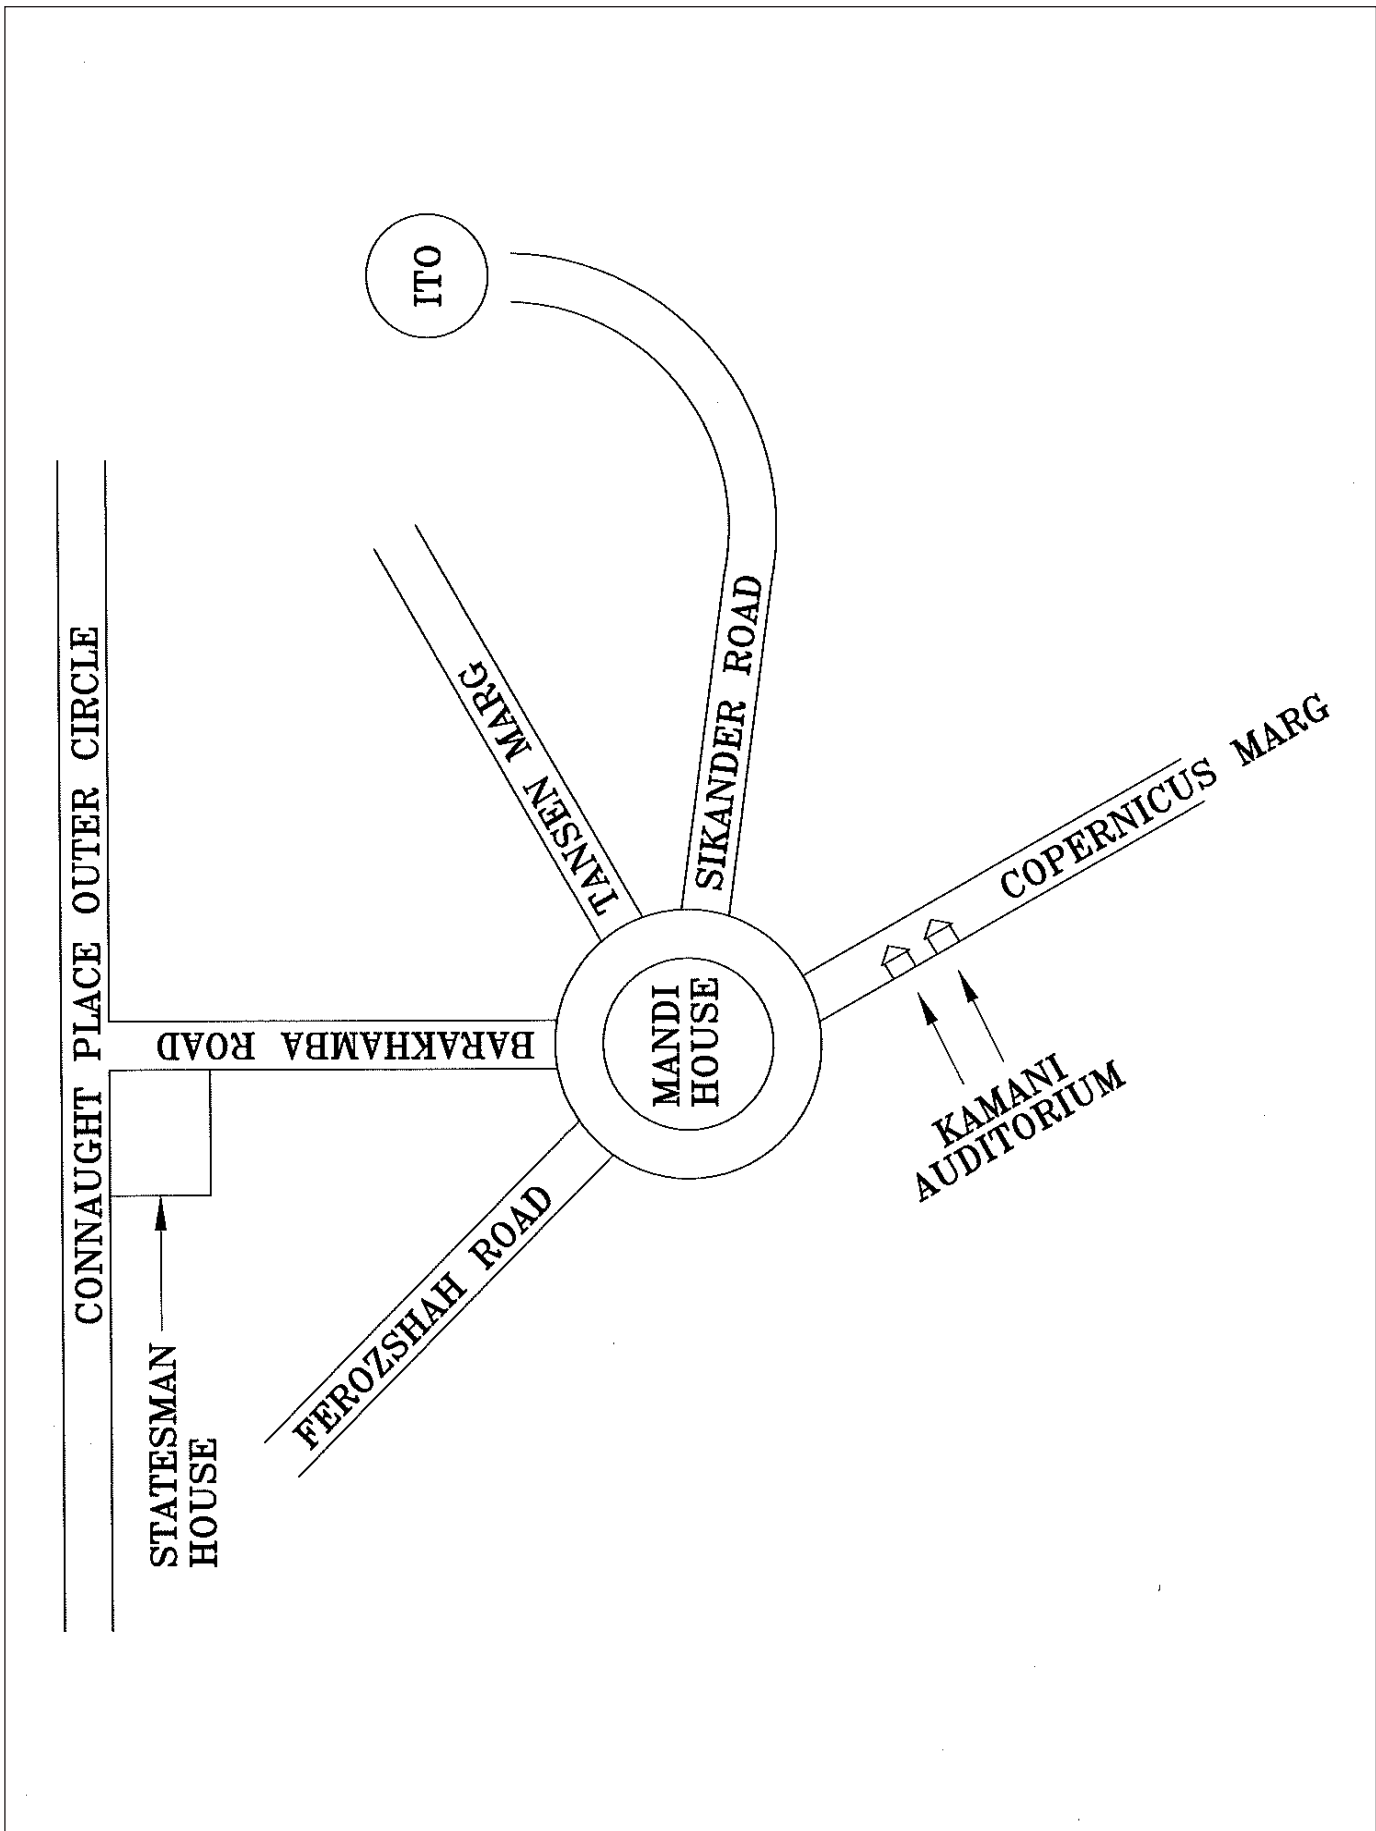 CONNAUGHT PLACE OUTER CIRCLE
STATESMAN
HOUSE
BARAKHAMBA ROAD
FEROZSHAH ROAD
TANSEN MARG
ITO
MANDI
HOUSE
SIKANDER ROAD
KAMANI
AUDITORIUM
COPERNICUS MARG